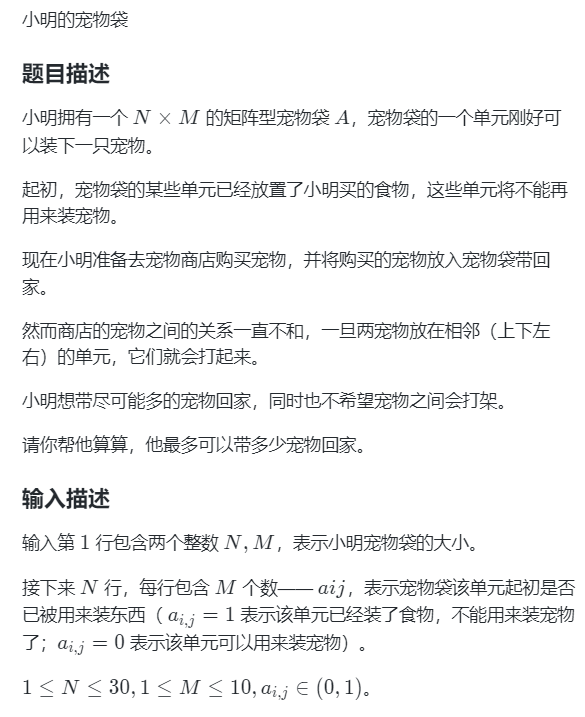 小明的宠物袋
题目描述
小明拥有一个 N × M 的矩阵型宠物袋 A，宠物袋的一个单元刚好可
以装下一只宠物。
起初，宠物袋的某些单元已经放置了小明买的食物，这些单元将不能再
用来装宠物。
现在小明准备去宠物商店购买宠物，并将购买的宠物放入宠物袋带回
家。
然而商店的宠物之间的关系一直不和，一旦两宠物放在相邻（上下左
右）的单元，它们就会打起来。
小明想带尽可能多的宠物回家，同时也不希望宠物之间会打架。
请你帮他算算，他最多可以带多少宠物回家。
输入描述
输入第 1 行包含两个整数 N, M，表示小明宠物袋的大小。
接下来 N 行，每行包含 M 个数—— aij，表示宠物袋该单元起初是否
已被用来装东西（ a_{i,j} = 1 表示该单元已经装了食物，不能用来装宠物
了；a_{i,j} = 0 表示该单元可以用来装宠物）。
1 ≤ N ≤ 30, 1 ≤ M ≤ 10, a_{i,j} ∈ (0, 1)。